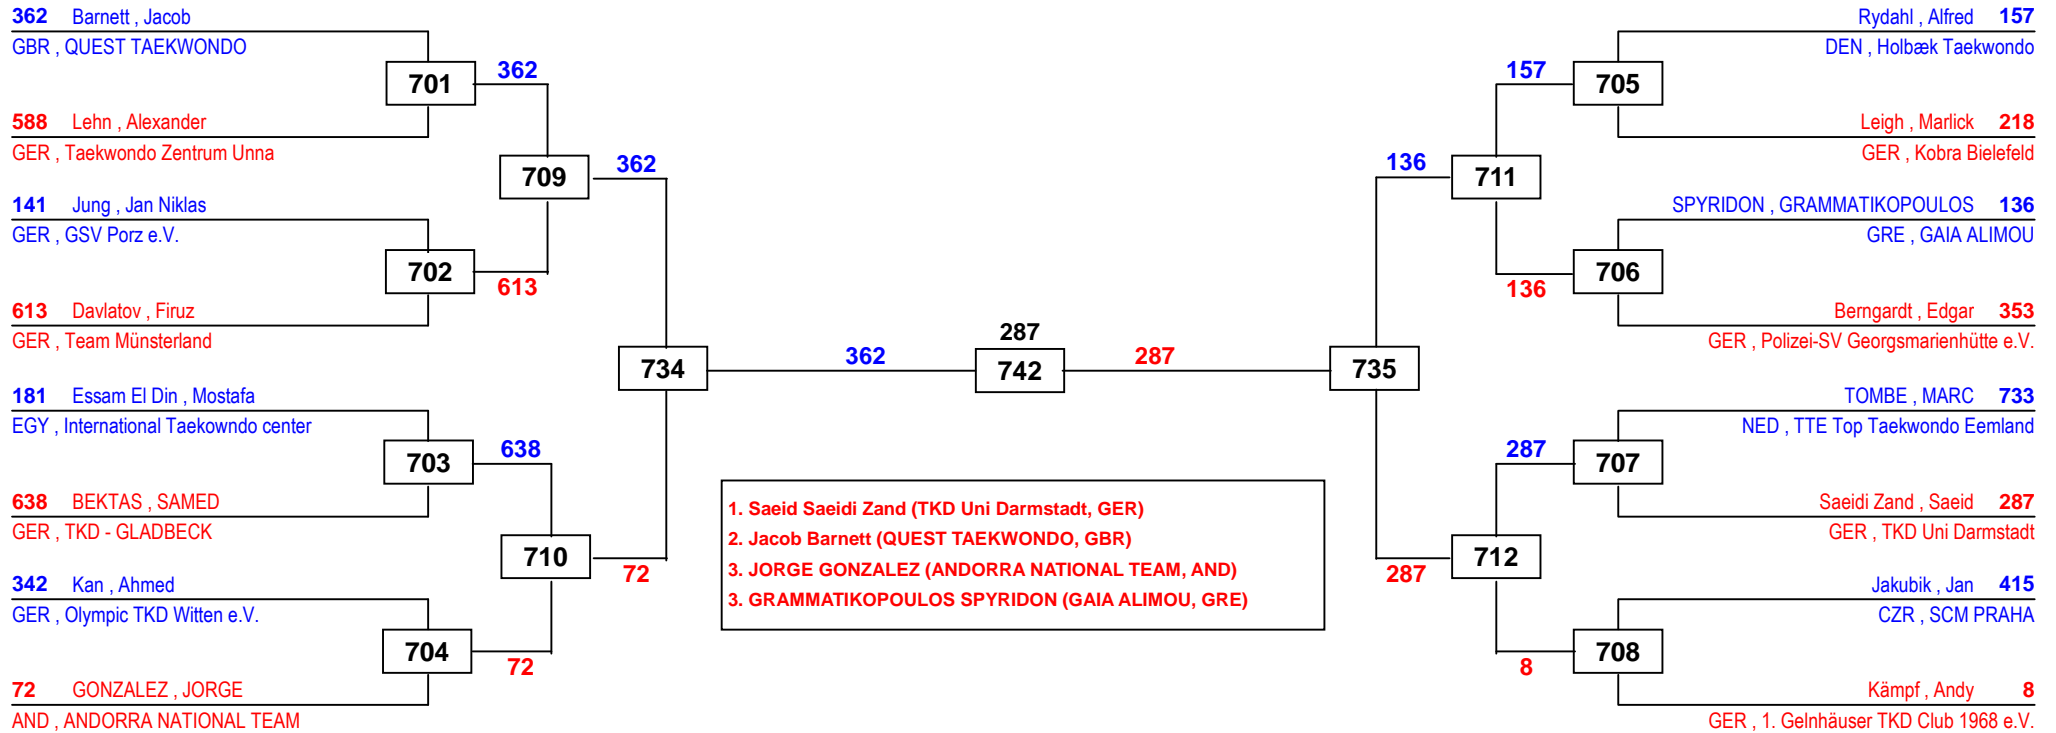 362 Barnett , Jacob
GBR , QUEST TAEKWONDO
701
362
588 Lehn , Alexander
GER , Taekwondo Zentrum Unna
709
362
141 Jung , Jan Niklas
GER , GSV Porz e.V.
702
613
613 Davlatov , Firuz
GER , Team Münsterland
734
362
181 Essam El Din , Mostafa
EGY , International Taekowndo center
703
638
638 BEKTAS , SAMED
GER , TKD - GLADBECK
710
72
342 Kan , Ahmed
GER , Olympic TKD Witten e.V.
704
72
72 GONZALEZ , JORGE
AND , ANDORRA NATIONAL TEAM
287
742
287
1. Saeid Saeidi Zand (TKD Uni Darmstadt, GER)
2. Jacob Barnett (QUEST TAEKWONDO, GBR)
3. JORGE GONZALEZ (ANDORRA NATIONAL TEAM, AND)
3. GRAMMATIKOPOULOS SPYRIDON (GAIA ALIMOU, GRE)
Rydahl , Alfred 157
DEN , Holbæk Taekwondo
157
705
Leigh , Marlick 218
GER , Kobra Bielefeld
136
711
SPYRIDON , GRAMMATIKOPOULOS 136
GRE , GAIA ALIMOU
706
136
Berngardt , Edgar 353
GER , Polizei-SV Georgsmarienhütte e.V.
735
TOMBE , MARC 733
NED , TTE Top Taekwondo Eemland
287
707
Saeidi Zand , Saeid 287
GER , TKD Uni Darmstadt
712
287
Jakubik , Jan 415
CZR , SCM PRAHA
708
8
Kämpf , Andy 8
GER , 1. Gelnhäuser TKD Club 1968 e.V.